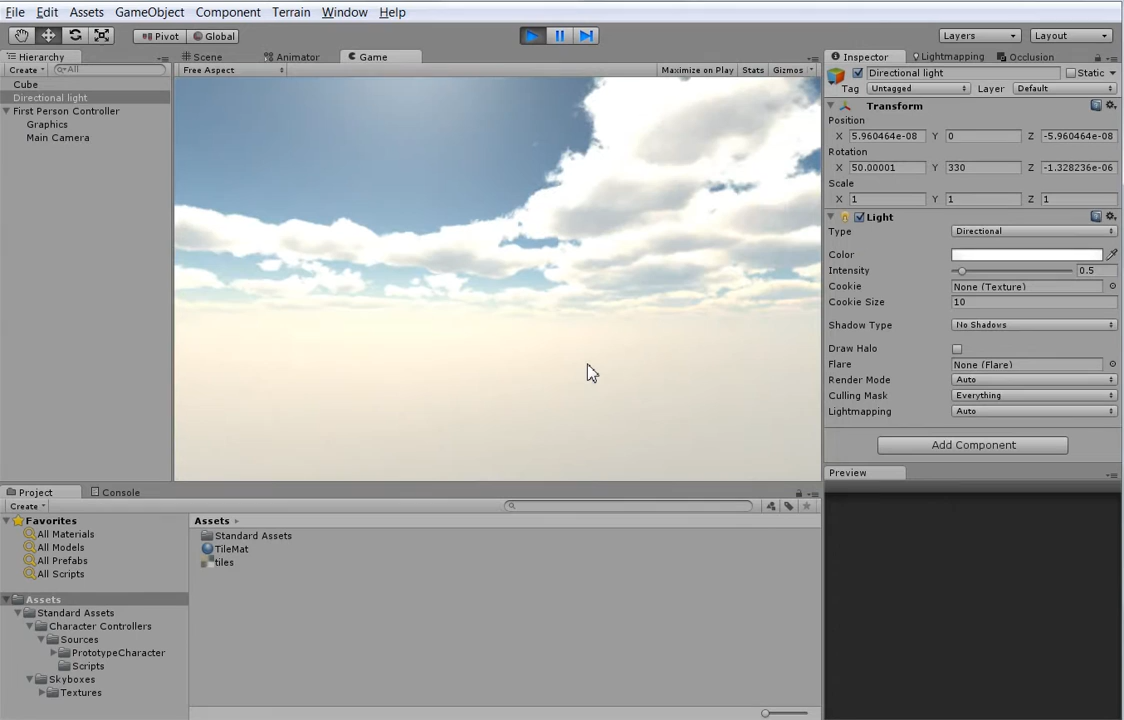 File Edit Assets GameObject Component Terrain Window Help
Pivot Global Layers Layout
Hierarchy
Create All
Cube
Directional light
First Person Controller
Graphics
Main Camera
Scene Animator Game
Free Aspect Maximize on Play Stats Gizmos
Inspector Lightmapping Occlusion
Directional light Static
Tag Untagged Layer Default
Transform
Position
X 5.960464e-08 Y 0 Z -5.960464e-08
Rotation
X 50.00001 Y 330 Z -1.328236e-06
Scale
X 1 Y 1 Z 1
Light
Type Directional
Color
Intensity 0.5
Cookie None (Texture)
Cookie Size 10
Shadow Type No Shadows
Draw Halo
Flare None (Flare)
Render Mode Auto
Culling Mask Everything
Lightmapping Auto
Add Component
Preview
Project Console
Create
Favorites
All Materials
All Models
All Prefabs
All Scripts
Assets
Standard Assets
Character Controllers
Sources
PrototypeCharacter
Scripts
Skyboxes
Textures
Assets
Standard Assets
TileMat
tiles